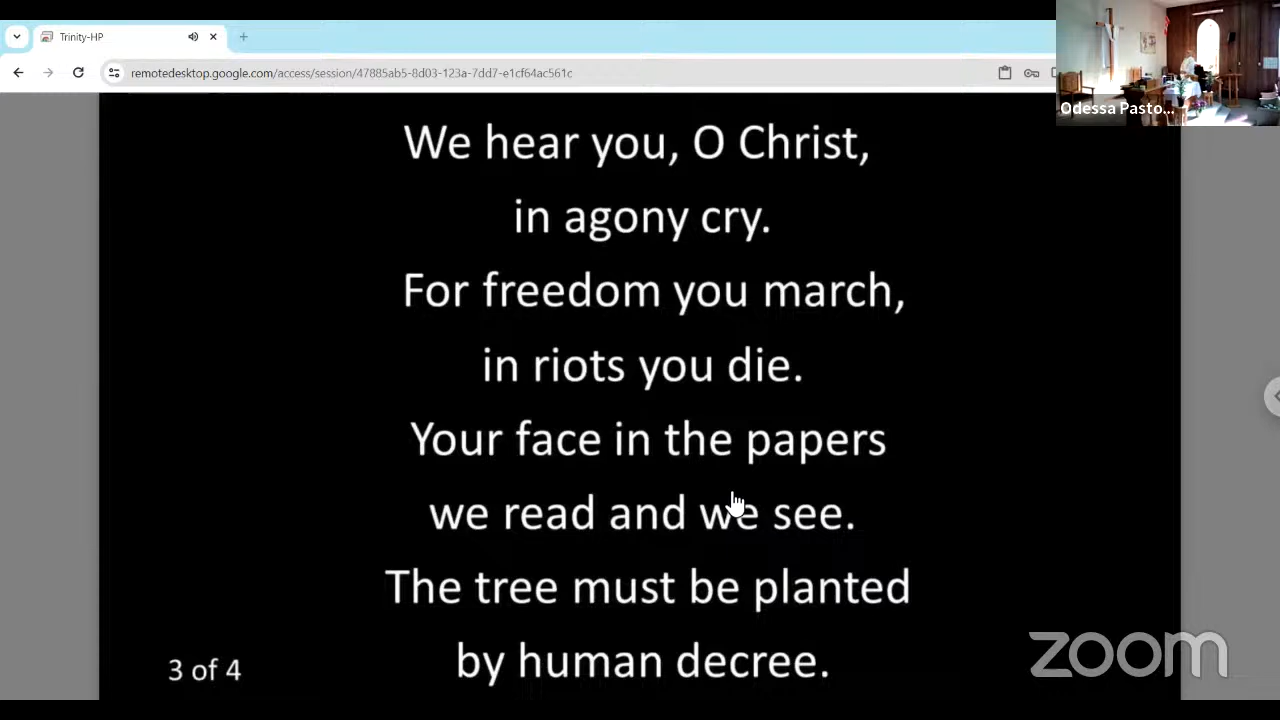 Trinity-HP
remotedesktop.google.com/access/session/47885ab5-8d03-123a-7dd7-e1cf64ac561c
Odessa Pasto...
We hear you, O Christ,
in agony cry.
For freedom you march,
in riots you die.
Your face in the papers
we read and we see.
The tree must be planted
by human decree.
3 of 4
zoom